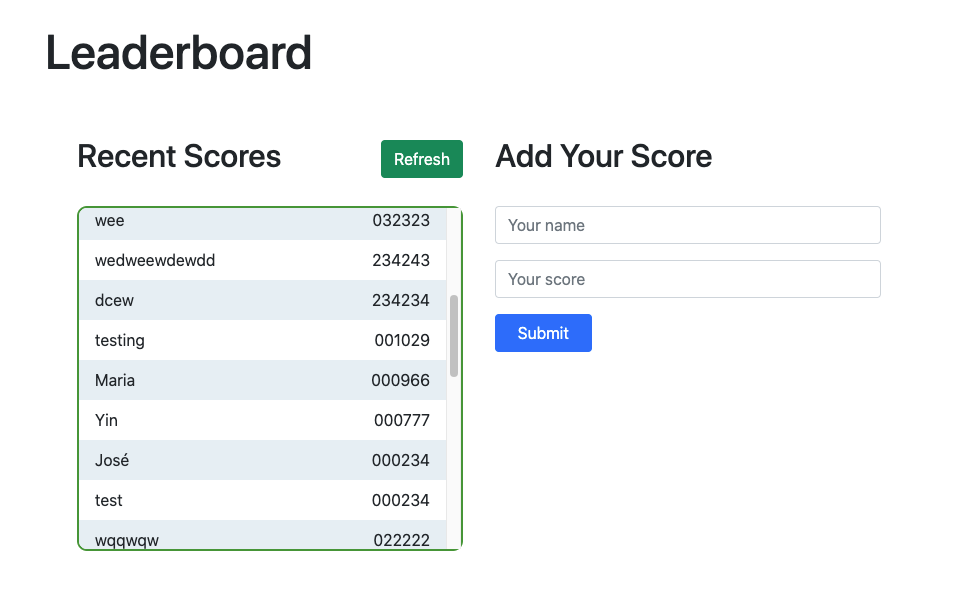 Leaderboard
Recent Scores
Refresh
wee 032323
wedweewdewdd 234243
dcew 234234
testing 001029
Maria 000966
Yin 000777
José 000234
test 000234
wqqwqw 022222
Add Your Score
Your name
Your score
Submit